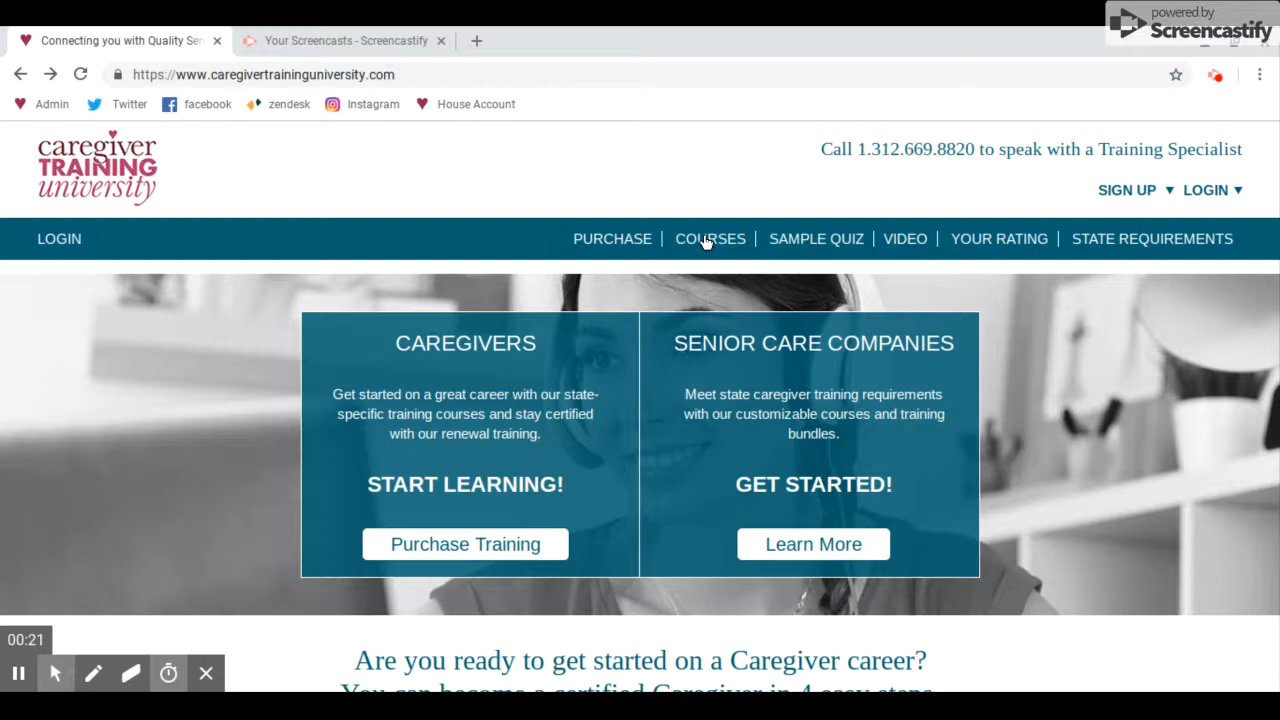 powered by
Screencastify
Connecting you with Quality Sen
Your Screencasts - Screencastify
https://www.caregivertraininguniversity.com
Admin
Twitter
facebook
zendesk
Instagram
House Account
caregiver
TRAINING
university
Call 1.312.669.8820 to speak with a Training Specialist
SIGN UP
LOGIN
LOGIN
PURCHASE
COURSES
SAMPLE QUIZ
VIDEO
YOUR RATING
STATE REQUIREMENTS
CAREGIVERS
Get started on a great career with our state-
specific training courses and stay certified
with our renewal training.
START LEARNING!
Purchase Training
SENIOR CARE COMPANIES
Meet state caregiver training requirements
with our customizable courses and training
bundles.
GET STARTED!
Learn More
00:21
Are you ready to get started on a Caregiver career?
You can become a certified Caregiver in 4 easy steps